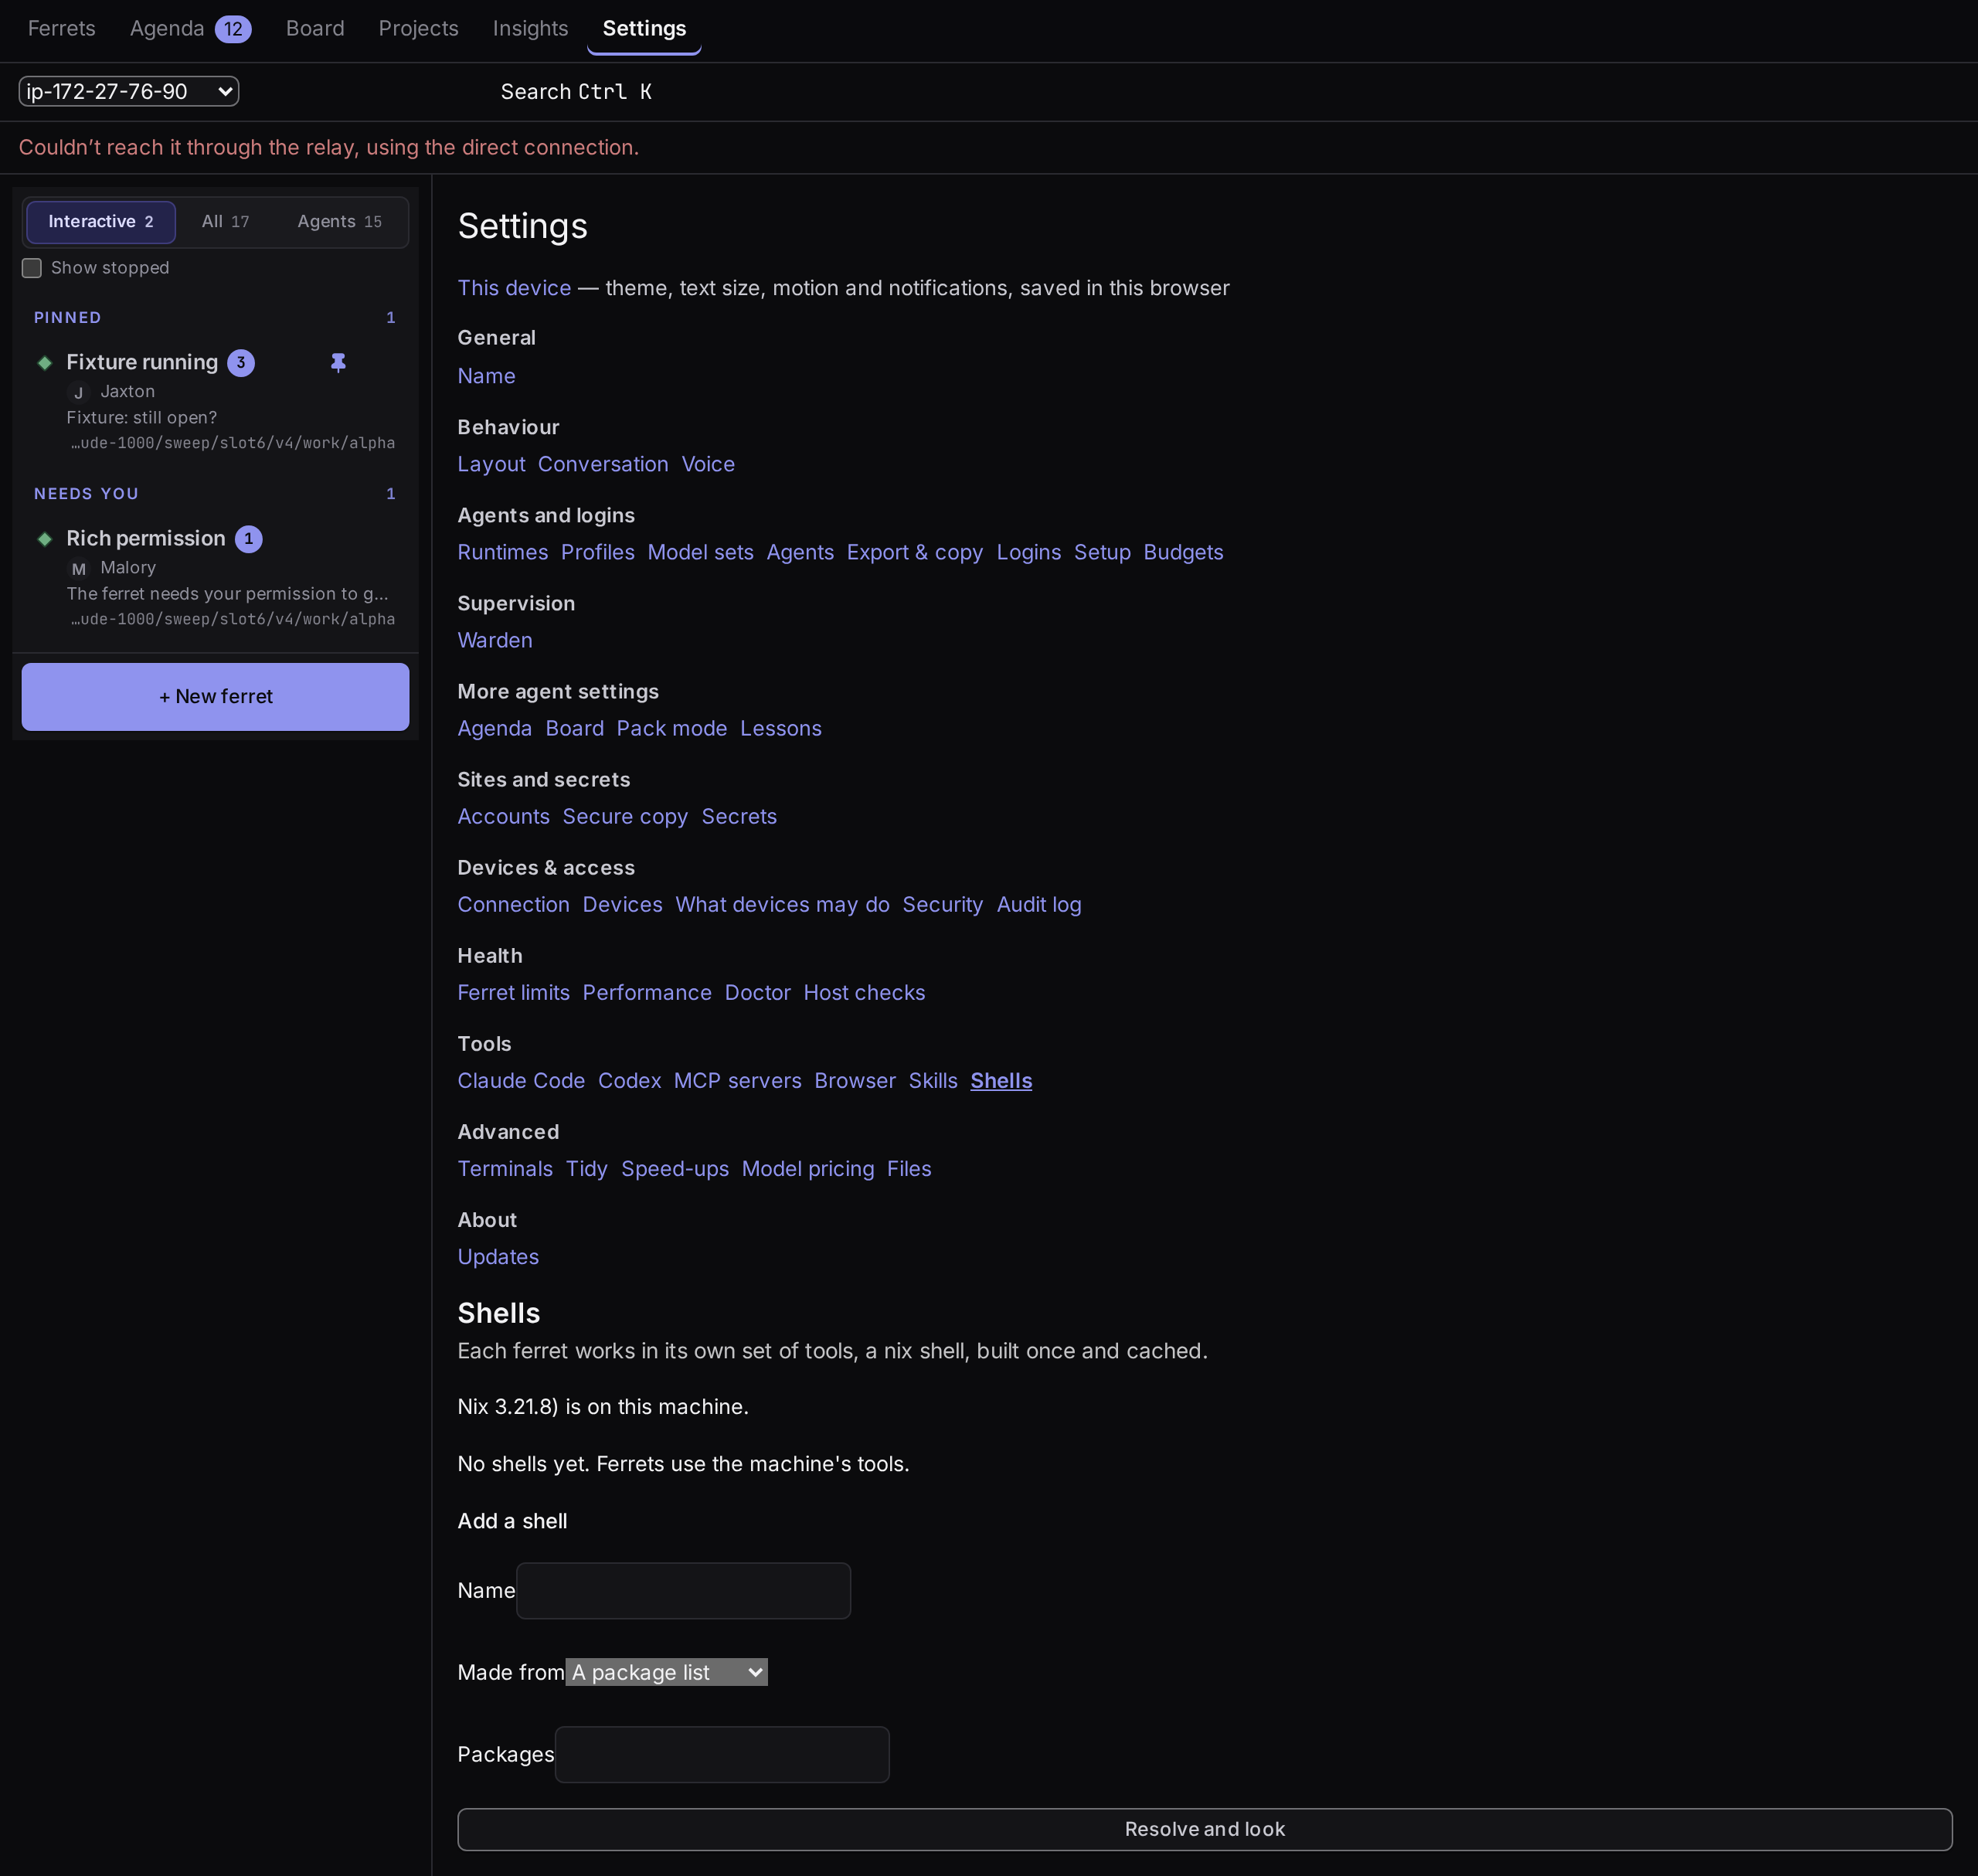 Ferrets Agenda 12 Board Projects Insights Settings
ip-172-27-76-90 Search Ctrl K
Couldn’t reach it through the relay, using the direct connection.
Interactive 2 All 17 Agents 15
Show stopped
PINNED 1
Fixture running 3
J Jaxton
Fixture: still open?
…ude-1000/sweep/slot6/v4/work/alpha
NEEDS YOU 1
Rich permission 1
M Malory
The ferret needs your permission to g…
…ude-1000/sweep/slot6/v4/work/alpha
+ New ferret
Settings
This device — theme, text size, motion and notifications, saved in this browser
General
Name
Behaviour
Layout Conversation Voice
Agents and logins
Runtimes Profiles Model sets Agents Export & copy Logins Setup Budgets
Supervision
Warden
More agent settings
Agenda Board Pack mode Lessons
Sites and secrets
Accounts Secure copy Secrets
Devices & access
Connection Devices What devices may do Security Audit log
Health
Ferret limits Performance Doctor Host checks
Tools
Claude Code Codex MCP servers Browser Skills Shells
Advanced
Terminals Tidy Speed-ups Model pricing Files
About
Updates
Shells
Each ferret works in its own set of tools, a nix shell, built once and cached.
Nix 3.21.8) is on this machine.
No shells yet. Ferrets use the machine's tools.
Add a shell
Name
Made from A package list
Packages
Resolve and look